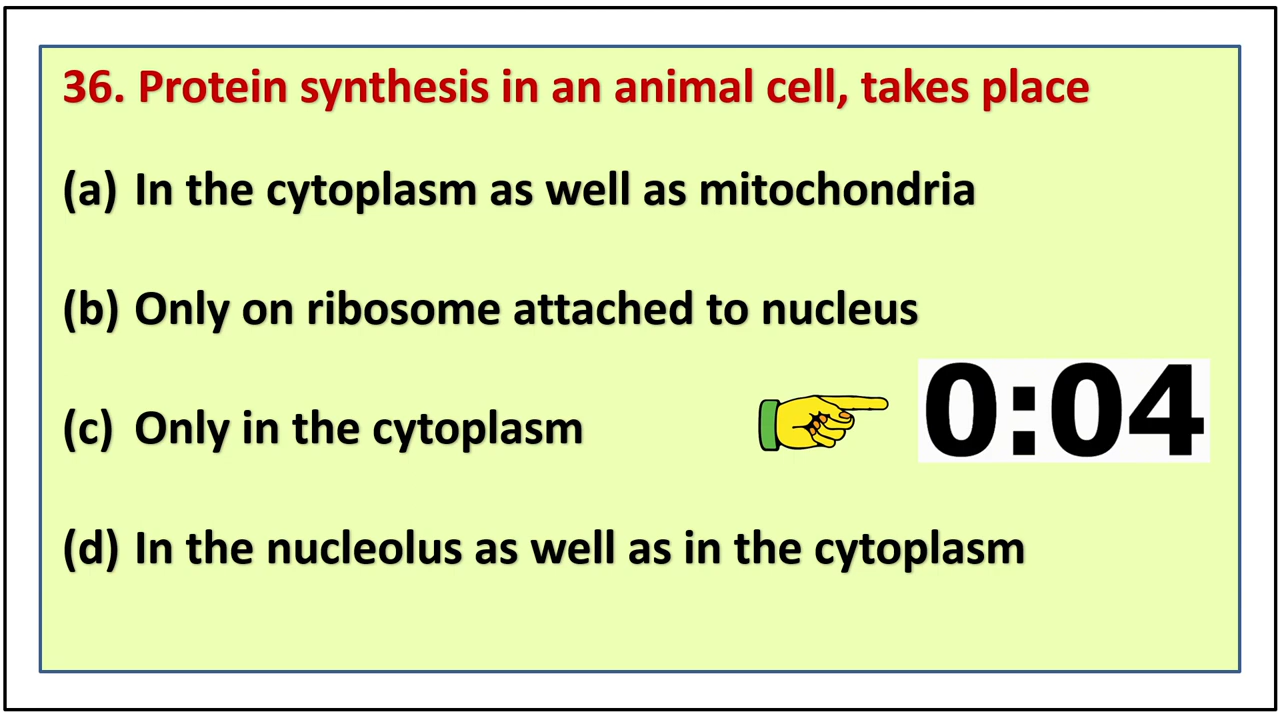 36. Protein synthesis in an animal cell, takes place
(a) In the cytoplasm as well as mitochondria
(b) Only on ribosome attached to nucleus
(c) Only in the cytoplasm
0:04
(d) In the nucleolus as well as in the cytoplasm